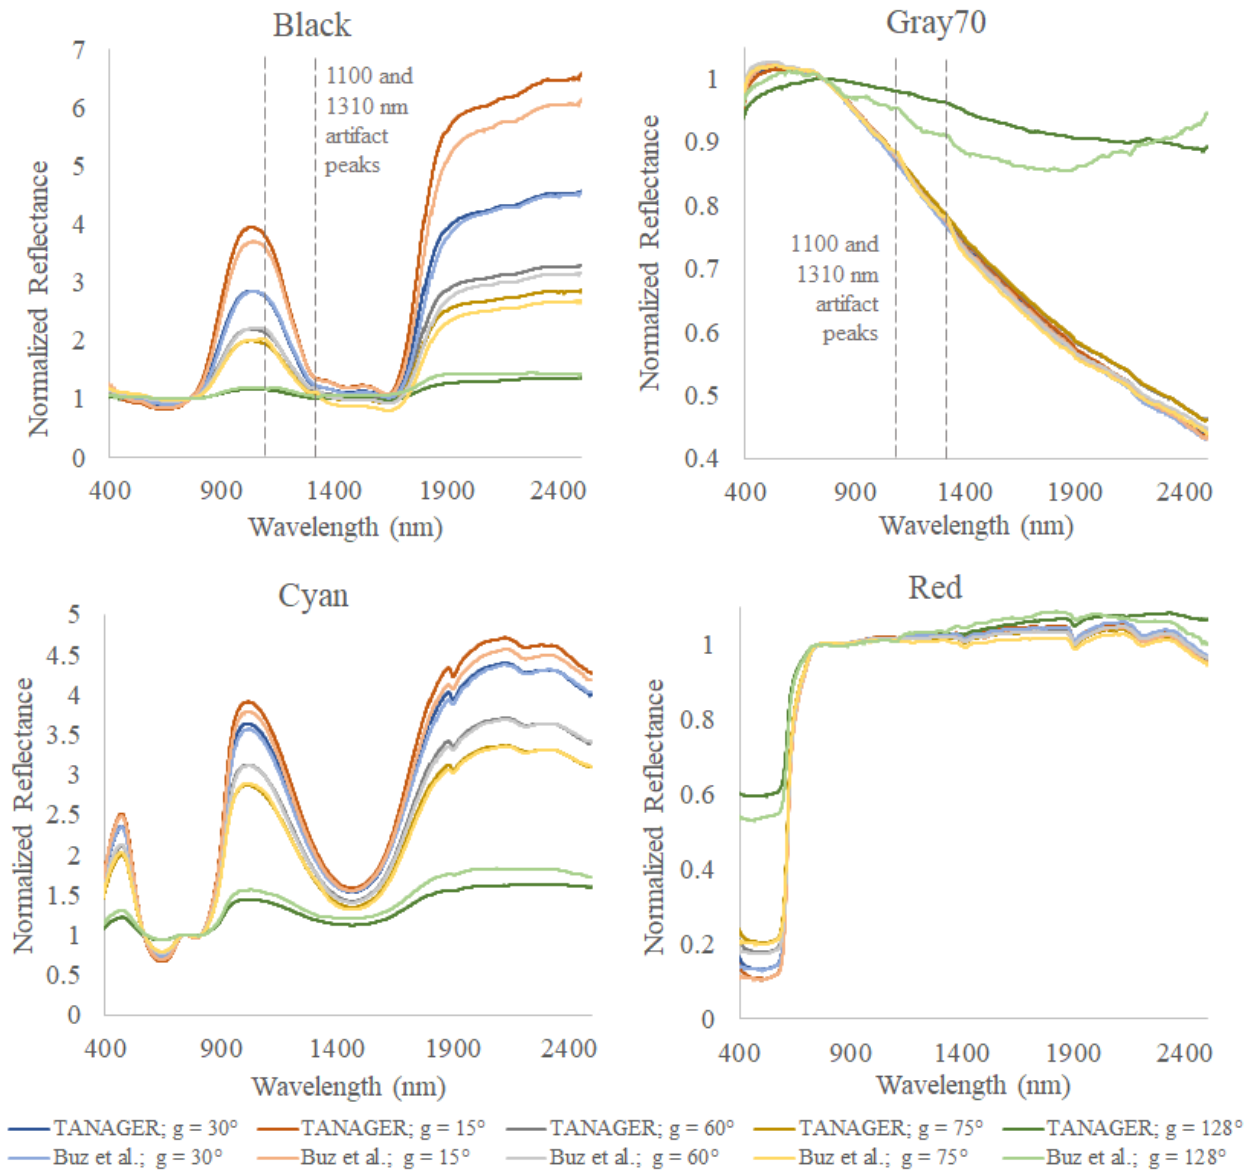 Black
7
6
5
4
3
2
1
0
Normalized Reflectance
1100 and
1310 nm
artifact
peaks
400 900 1400 1900 2400
Wavelength (nm)
Gray70
1
0.9
0.8
0.7
0.6
0.5
0.4
Normalized Reflectance
1100 and
1310 nm
artifact
peaks
400 900 1400 1900 2400
Wavelength (nm)
Cyan
5
4.5
4
3.5
3
2.5
2
1.5
1
0.5
0
Normalized Reflectance
400 900 1400 1900 2400
Wavelength (nm)
Red
1
0.8
0.6
0.4
0.2
0
Normalized Reflectance
400 900 1400 1900 2400
Wavelength (nm)
TANAGER; g = 30° TANAGER; g = 15° TANAGER; g = 60° TANAGER; g = 75° TANAGER; g = 128°
Buz et al.; g = 30° Buz et al.; g = 15° Buz et al.; g = 60° Buz et al.; g = 75° Buz et al.; g = 128°